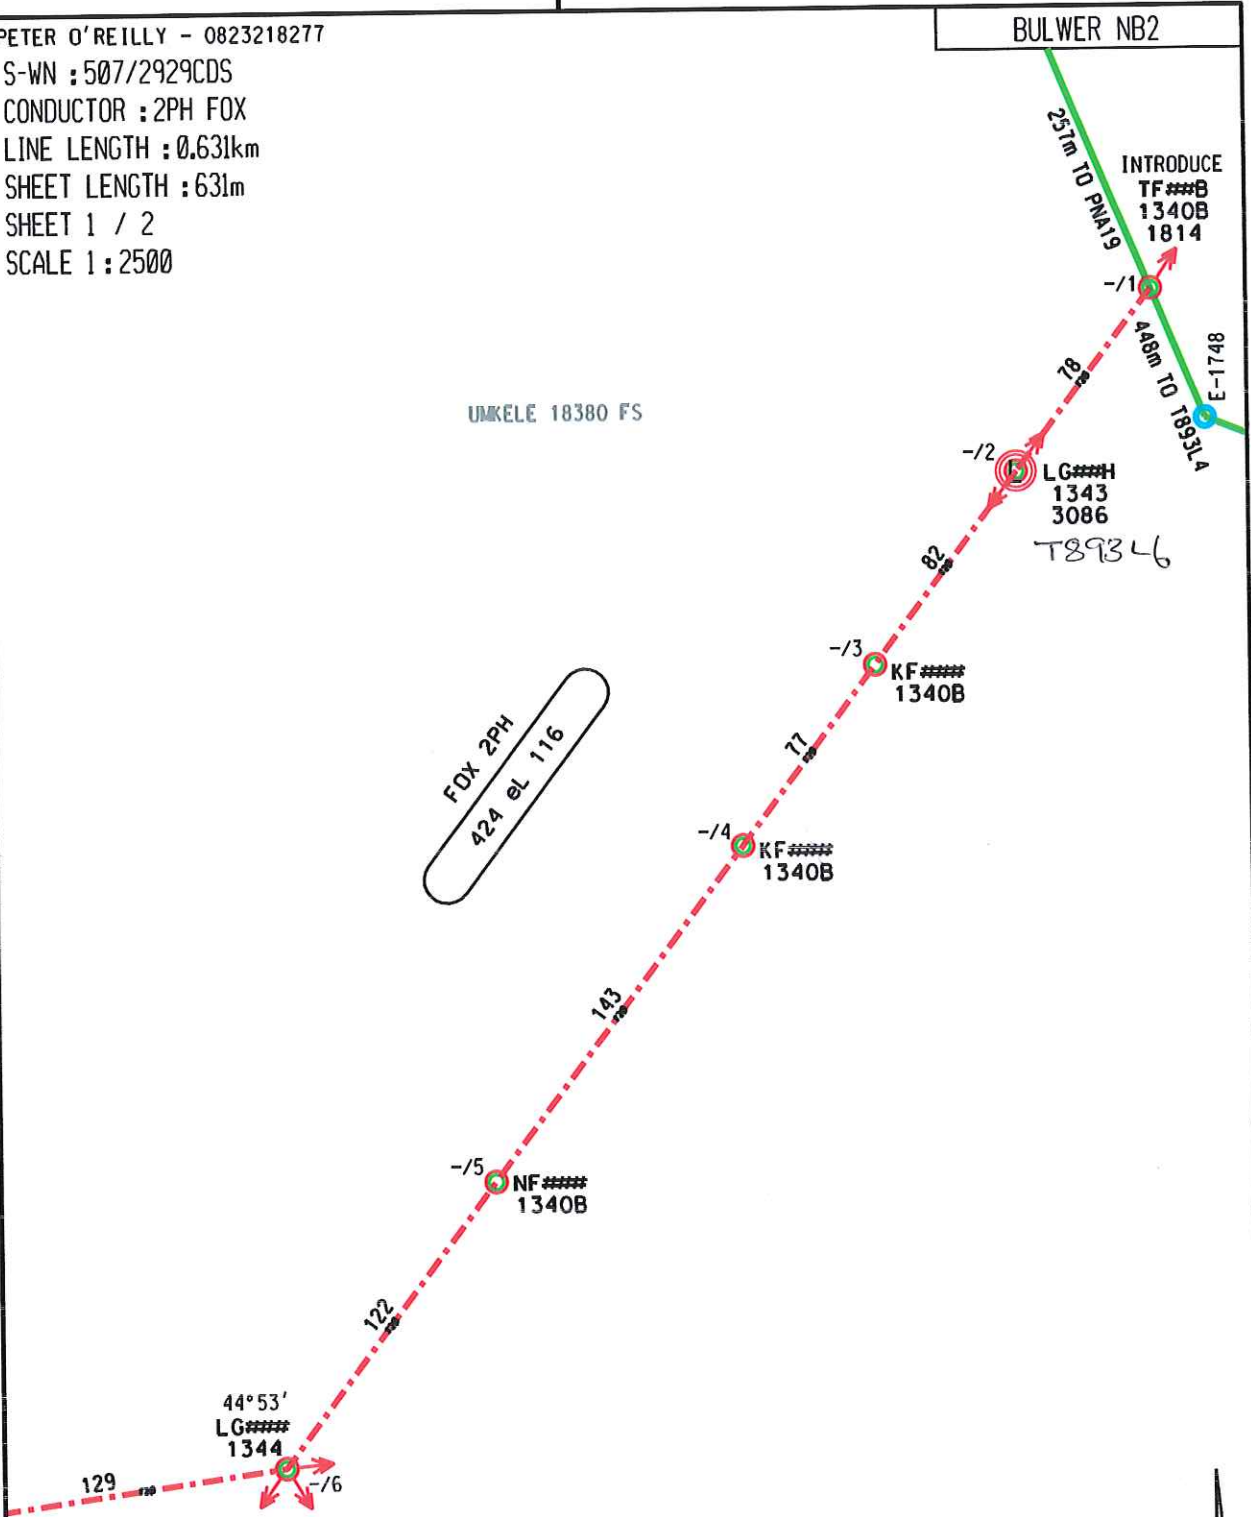 PETER O'REILLY - 0823218277
S-WN : 507/2929CDS
CONDUCTOR : 2PH FOX
LINE LENGTH : 0.631km
SHEET LENGTH : 631m
SHEET 1 / 2
SCALE 1:2500
BULWER NB2
257m TO PNA19
INTRODUCE
TF##B
1340B
1814
-/1
448m TO T893L4
E-1748
78
UMKELE 18380 FS
-/2
LG##H
1343
3086
T893L6
82
-/3
KF###
1340B
77
FOX 2PH
424 eL 116
-/4
KF###
1340B
143
-/5
NF###
1340B
122
44°53'
LG###
1344
-/6
129